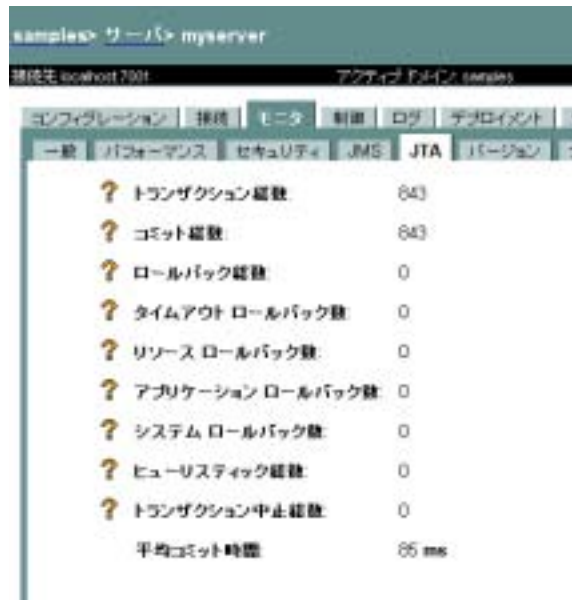 samples> サーバ> myserver
接続先 localhost:7001 アクティブ ドメイン: samples
コンフィグレーション 接続 モニタ 制御 ログ デプロイメント
一般 パフォーマンス セキュリティ JMS JTA バージョン
トランザクション総数: 843
コミット総数: 843
ロールバック総数: 0
タイムアウト ロールバック数: 0
リソース ロールバック数: 0
アプリケーション ロールバック数: 0
システム ロールバック数: 0
ヒューリスティック総数: 0
トランザクション中止総数: 0
平均コミット時間: 85 ms